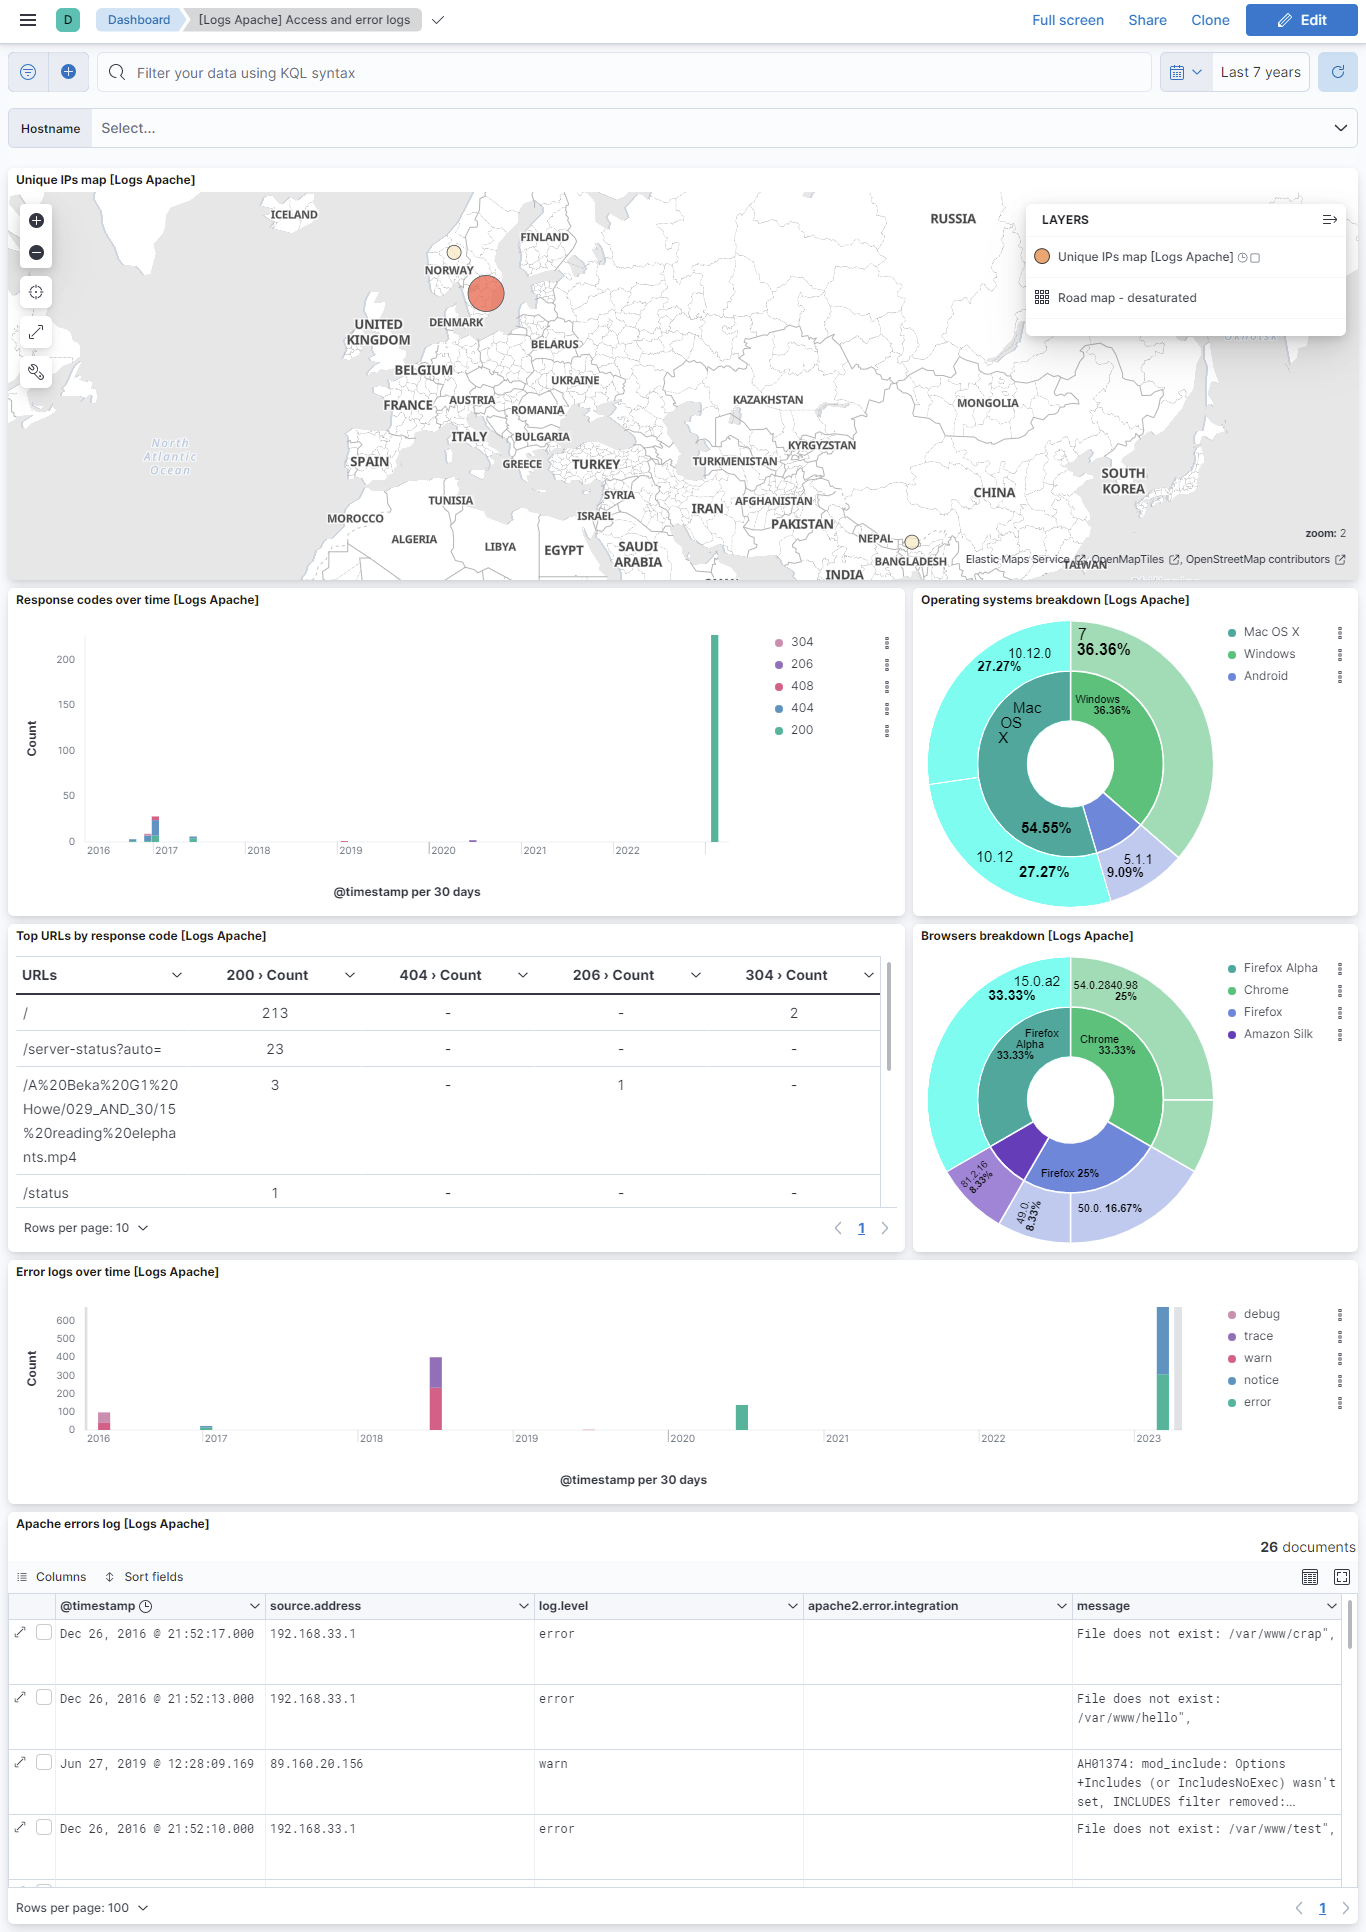 D
Dashboard
[Logs Apache] Access and error logs
Full screen
Share
Clone
Edit
Filter your data using KQL syntax
Last 7 years
Hostname
Select...
Unique IPs map [Logs Apache]
ICELAND
FINLAND
NORWAY
RUSSIA
DENMARK
UNITED
KINGDOM
BELARUS
BELGIUM
UKRAINE
FRANCE
AUSTRIA
ROMANIA
KAZAKHSTAN
MONGOLIA
ITALY
BULGARIA
KYRGYZSTAN
North
Atlantic
Ocean
SPAIN
GREECE
TURKEY
TURKMENISTAN
SOUTH
KOREA
TUNISIA
SYRIA
AFGHANISTAN
CHINA
MOROCCO
ISRAEL
IRAN
PAKISTAN
ALGERIA
LIBYA
EGYPT
SAUDI
ARABIA
NEPAL
BANGLADESH
INDIA
TAIWAN
LAYERS
Unique IPs map [Logs Apache]
Road map - desaturated
Okhotsk
zoom: 2
Elastic Maps Service, OpenMapTiles, OpenStreetMap contributors
Response codes over time [Logs Apache]
Count
200
150
100
50
0
2016
2017
2018
2019
2020
2021
2022
@timestamp per 30 days
304
206
408
404
200
Operating systems breakdown [Logs Apache]
7
36.36%
10.12.0
27.27%
Windows
36.36%
Mac
OS
X
54.55%
10.12
27.27%
5.1.1
9.09%
Mac OS X
Windows
Android
Top URLs by response code [Logs Apache]
URLs 200 › Count 404 › Count 206 › Count 304 › Count
/ 213 - - 2
/server-status?auto= 23 - - -
/A%20Beka%20G1%20 3 - 1 -
Howe/029_AND_30/15
%20reading%20elepha
nts.mp4
/status 1 - - -
Rows per page: 10
1
Browsers breakdown [Logs Apache]
15.0.a2
33.33%
54.0.2840.98
25%
Firefox
Alpha
33.33%
Chrome
33.33%
Firefox 25%
81.2.16
8.33%
49.0.
8.33%
50.0. 16.67%
Firefox Alpha
Chrome
Firefox
Amazon Silk
Error logs over time [Logs Apache]
Count
600
500
400
300
200
100
0
2016
2017
2018
2019
2020
2021
2022
2023
@timestamp per 30 days
debug
trace
warn
notice
error
Apache errors log [Logs Apache]
26 documents
Columns
Sort fields
@timestamp source.address log.level apache2.error.integration message
Dec 26, 2016 @ 21:52:17.000 192.168.33.1 error File does not exist: /var/www/crap",
Dec 26, 2016 @ 21:52:13.000 192.168.33.1 error File does not exist:
/var/www/hello",
Jun 27, 2019 @ 12:28:09.169 89.160.20.156 warn AH01374: mod_include: Options
+Includes (or IncludesNoExec) wasn't
set, INCLUDES filter removed:...
Dec 26, 2016 @ 21:52:10.000 192.168.33.1 error File does not exist: /var/www/test",
Rows per page: 100
1